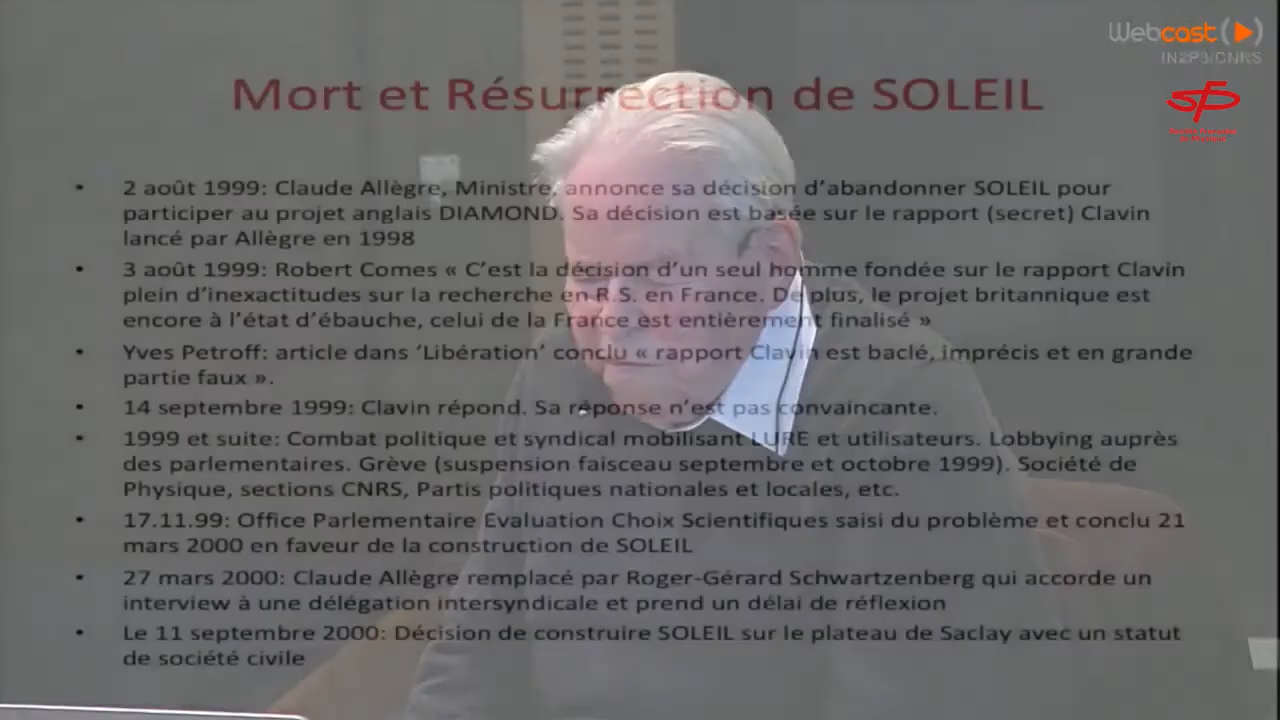 Webcast
IN2P3/CNRS
Mort et Résurrection de SOLEIL
• 2 août 1999: Claude Allègre, Ministre, annonce sa décision d’abandonner SOLEIL pour
participer au projet anglais DIAMOND. Sa décision est basée sur le rapport (secret) Clavin
lancé par Allègre en 1998
• 3 août 1999: Robert Comes « C’est la décision d’un seul homme fondée sur le rapport Clavin
plein d’inexactitudes sur la recherche en R.S. en France. De plus, le projet britannique est
encore à l’état d’ébauche, celui de la France est entièrement finalisé »
• Yves Petroff: article dans ‘Libération’ conclu « rapport Clavin est baclé, imprécis et en grande
partie faux ».
• 14 septembre 1999: Clavin répond. Sa réponse n’est pas convaincante.
• 1999 et suite: Combat politique et syndical mobilisant LURE et utilisateurs. Lobbying auprès
des parlementaires. Grève (suspension faisceau septembre et octobre 1999). Société de
Physique, sections CNRS, Partis politiques nationales et locales, etc.
• 17.11.99: Office Parlementaire Evaluation Choix Scientifiques saisi du problème et conclu 21
mars 2000 en faveur de la construction de SOLEIL
• 27 mars 2000: Claude Allègre remplacé par Roger-Gérard Schwartzenberg qui accorde un
interview à une délégation intersyndicale et prend un délai de réflexion
• Le 11 septembre 2000: Décision de construire SOLEIL sur le plateau de Saclay avec un statut
de société civile